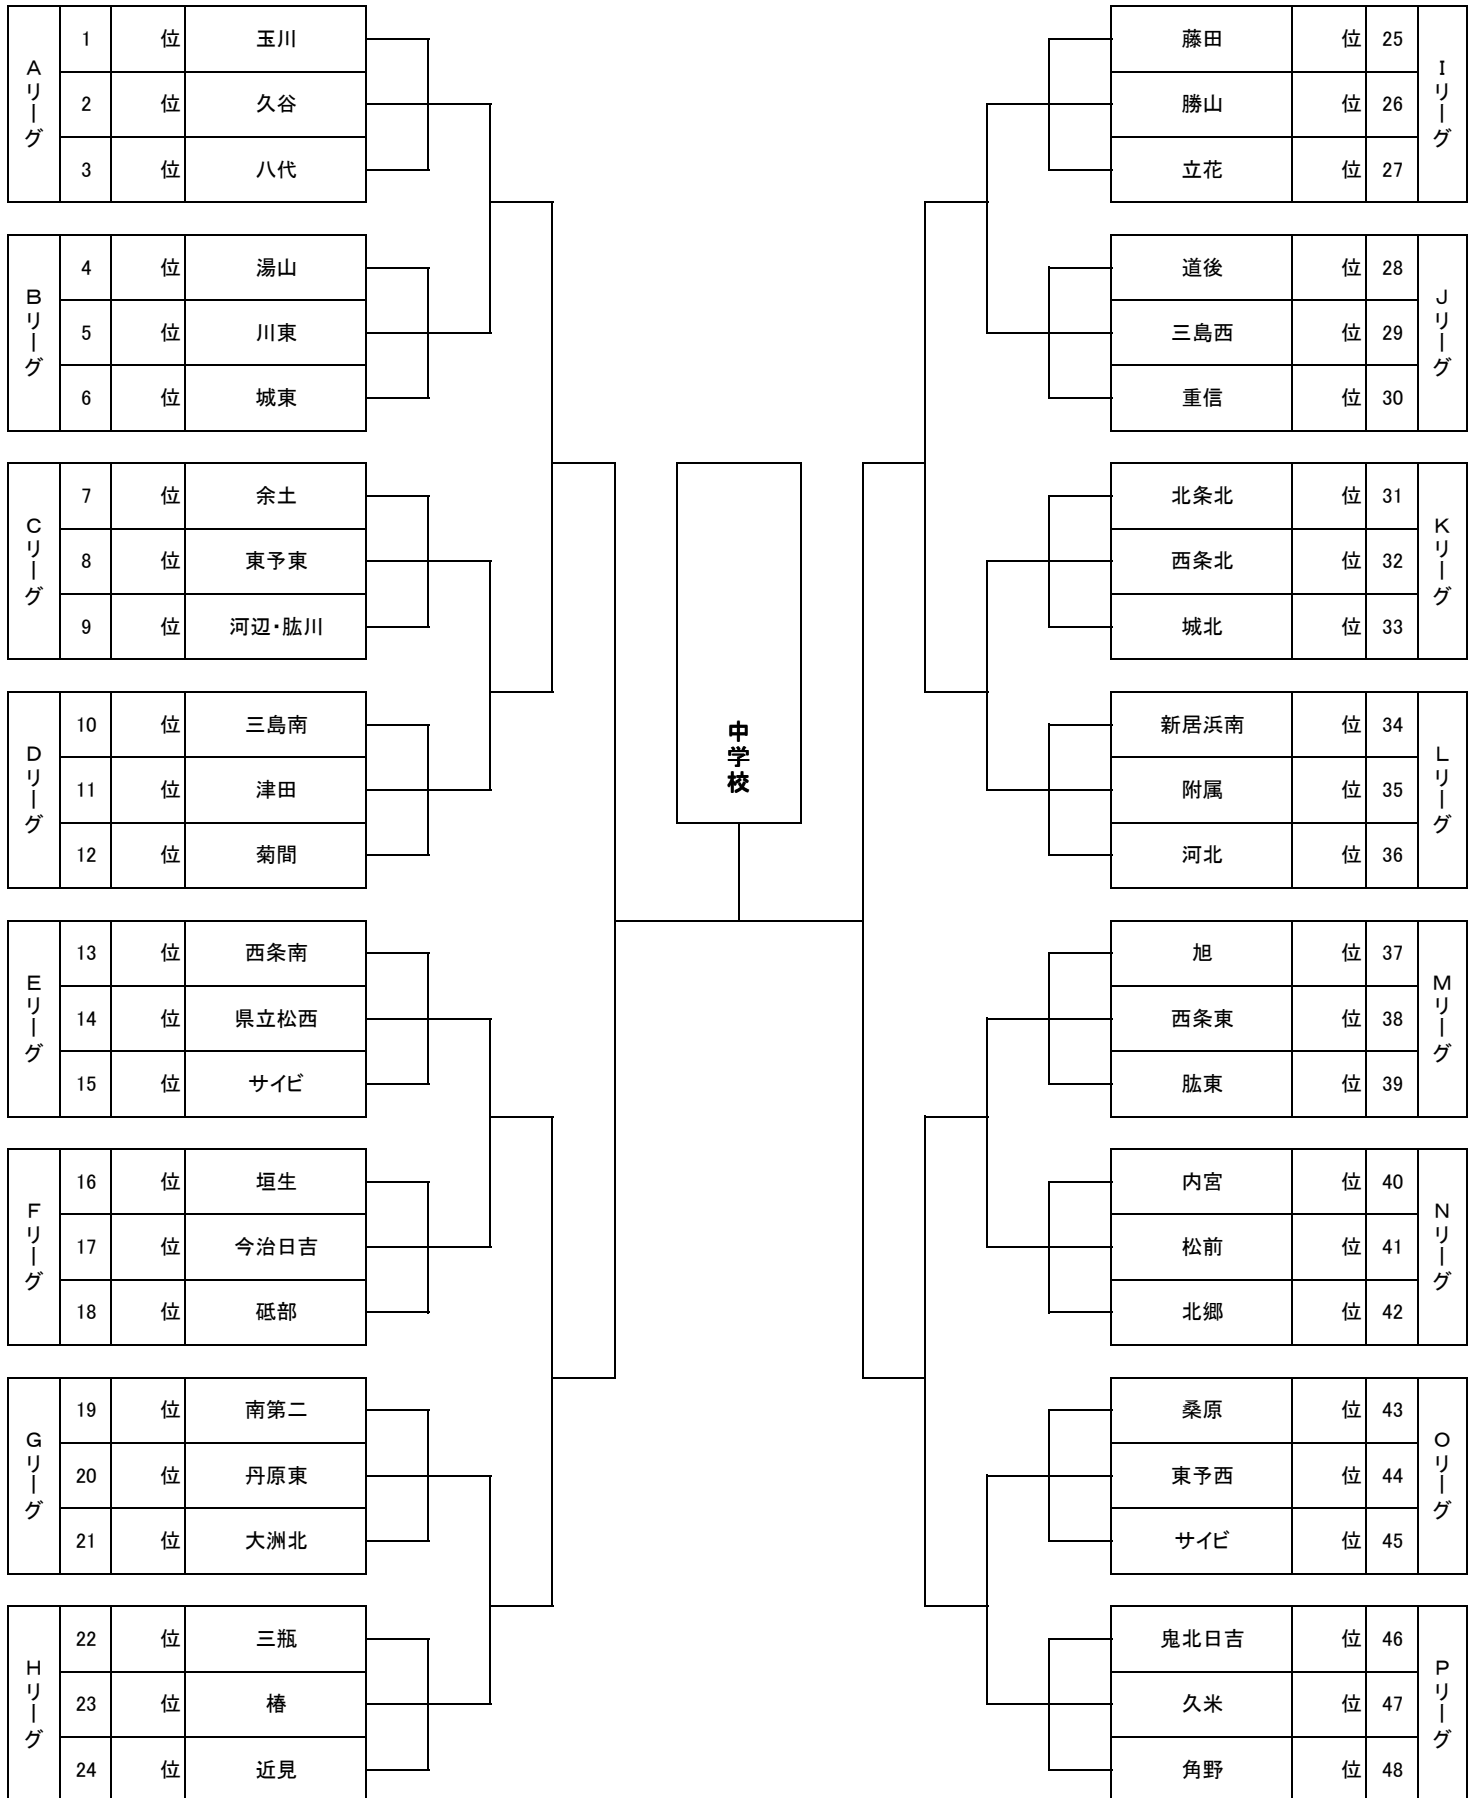 Aリーグ
1 位 玉川
2 位 久谷
3 位 八代
Bリーグ
4 位 湯山
5 位 川東
6 位 城東
Cリーグ
7 位 余土
8 位 東予東
9 位 河辺・肱川
Dリーグ
10 位 三島南
11 位 津田
12 位 菊間
Eリーグ
13 位 西条南
14 位 県立松西
15 位 サイビ
Fリーグ
16 位 垣生
17 位 今治日吉
18 位 砥部
Gリーグ
19 位 南第二
20 位 丹原東
21 位 大洲北
Hリーグ
22 位 三瓶
23 位 椿
24 位 近見
中学校
藤田 位 25
勝山 位 26
立花 位 27
Iリーグ
道後 位 28
三島西 位 29
重信 位 30
Jリーグ
北条北 位 31
西条北 位 32
城北 位 33
Kリーグ
新居浜南 位 34
附属 位 35
河北 位 36
Lリーグ
旭 位 37
西条東 位 38
肱東 位 39
Mリーグ
内宮 位 40
松前 位 41
北郷 位 42
Nリーグ
桑原 位 43
東予西 位 44
サイビ 位 45
Oリーグ
鬼北日吉 位 46
久米 位 47
角野 位 48
Pリーグ